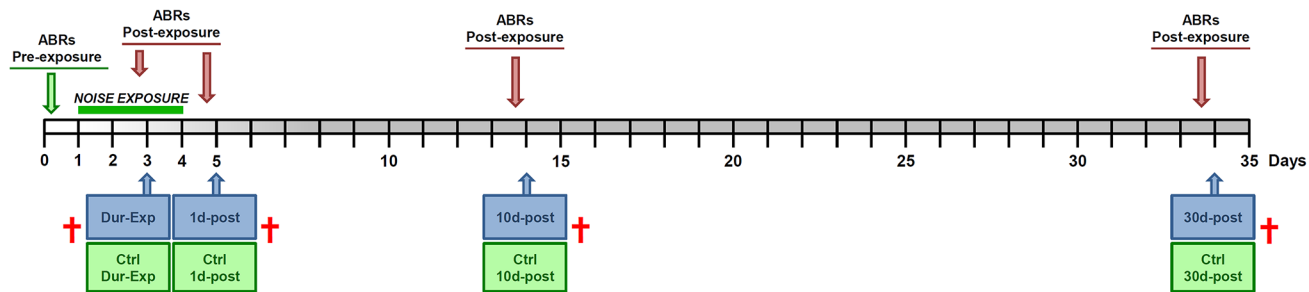 ABRs
Pre-exposure
ABRs
Post-exposure
ABRs
Post-exposure
ABRs
Post-exposure
NOISE EXPOSURE
0 1 2 3 4 5 10 15 20 25 30 35 Days
Dur-Exp 1d-post 10d-post 30d-post
Ctrl Ctrl Ctrl Ctrl
Dur-Exp 1d-post 10d-post 30d-post